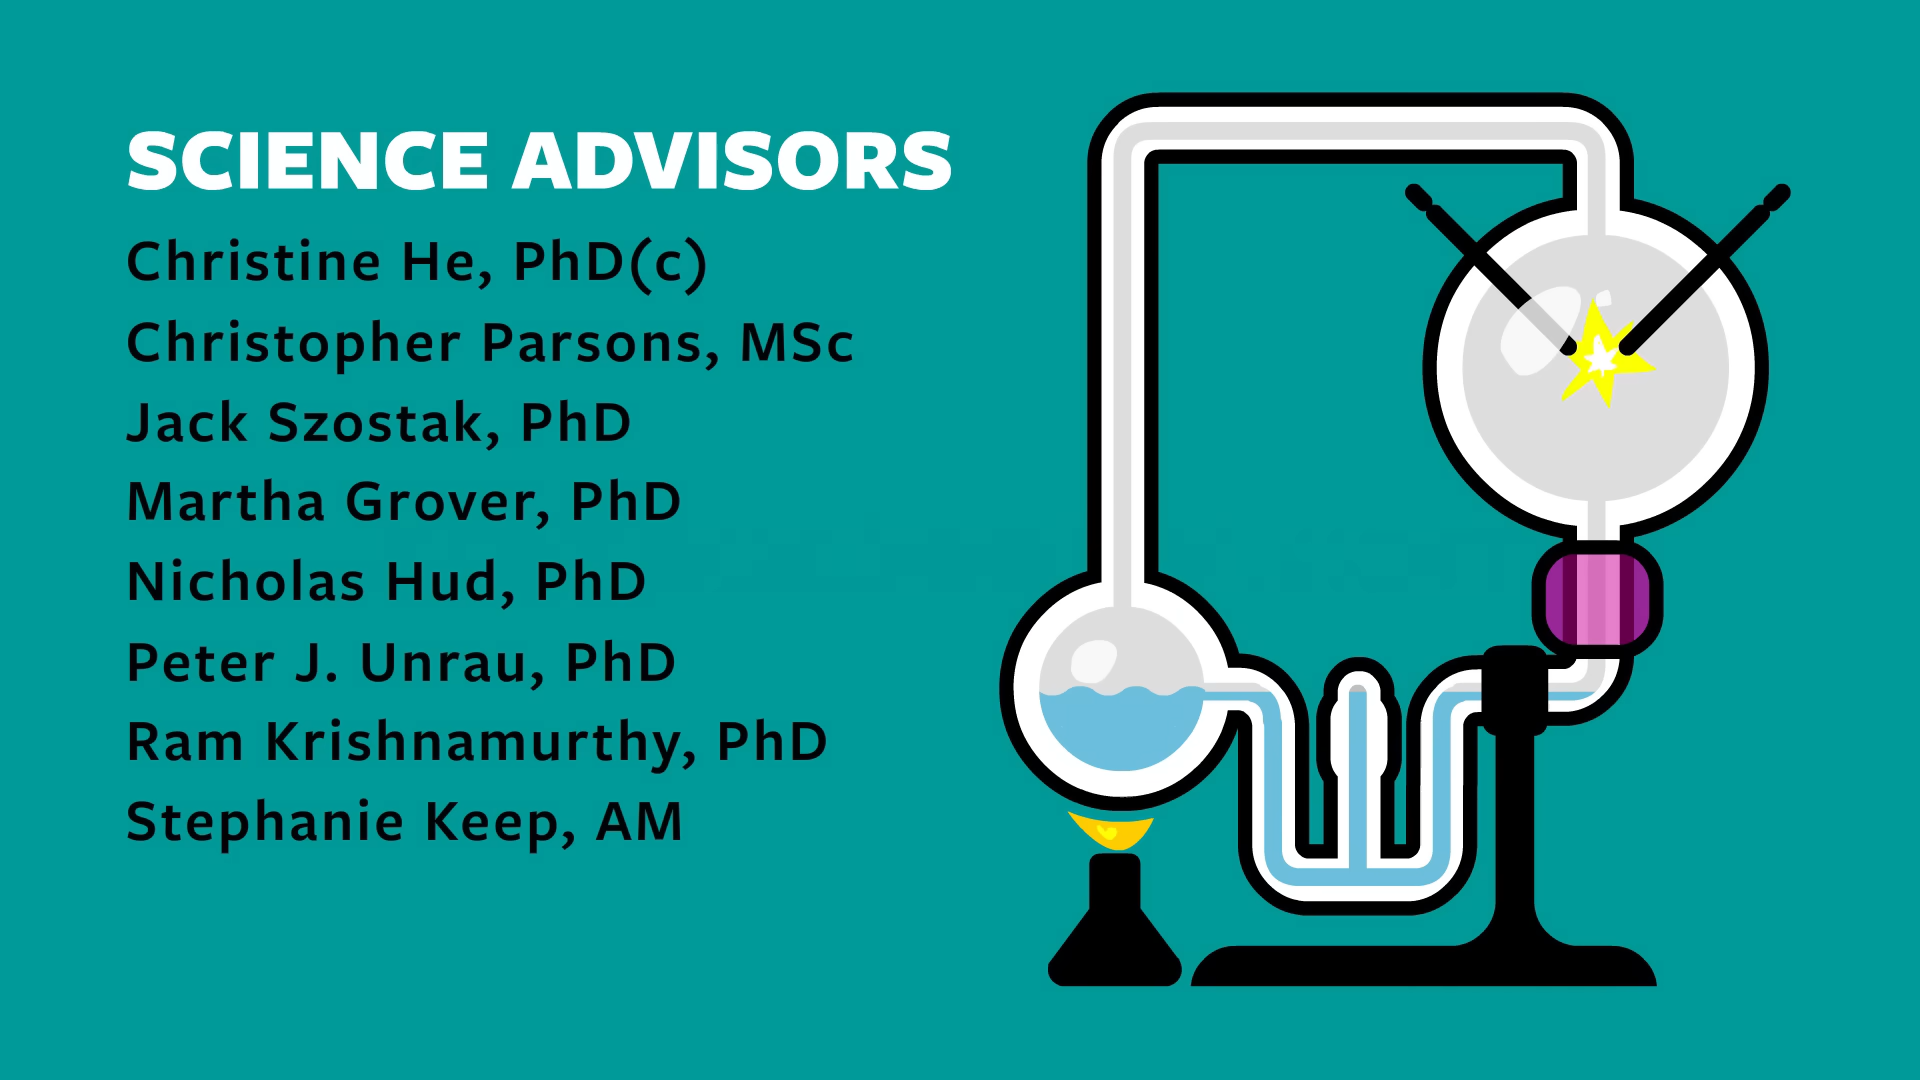 SCIENCE ADVISORS
Christine He, PhD(c)
Christopher Parsons, MSc
Jack Szostak, PhD
Martha Grover, PhD
Nicholas Hud, PhD
Peter J. Unrau, PhD
Ram Krishnamurthy, PhD
Stephanie Keep, AM